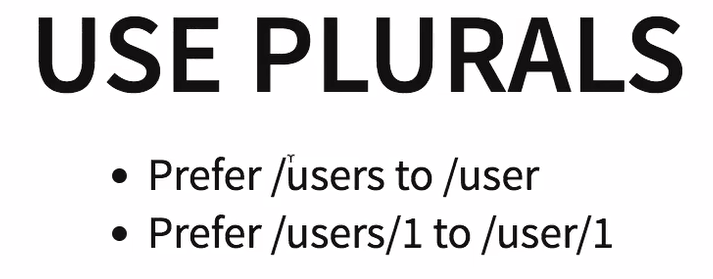 USE PLURALS
• Prefer /users to /user
• Prefer /users/1 to /user/1